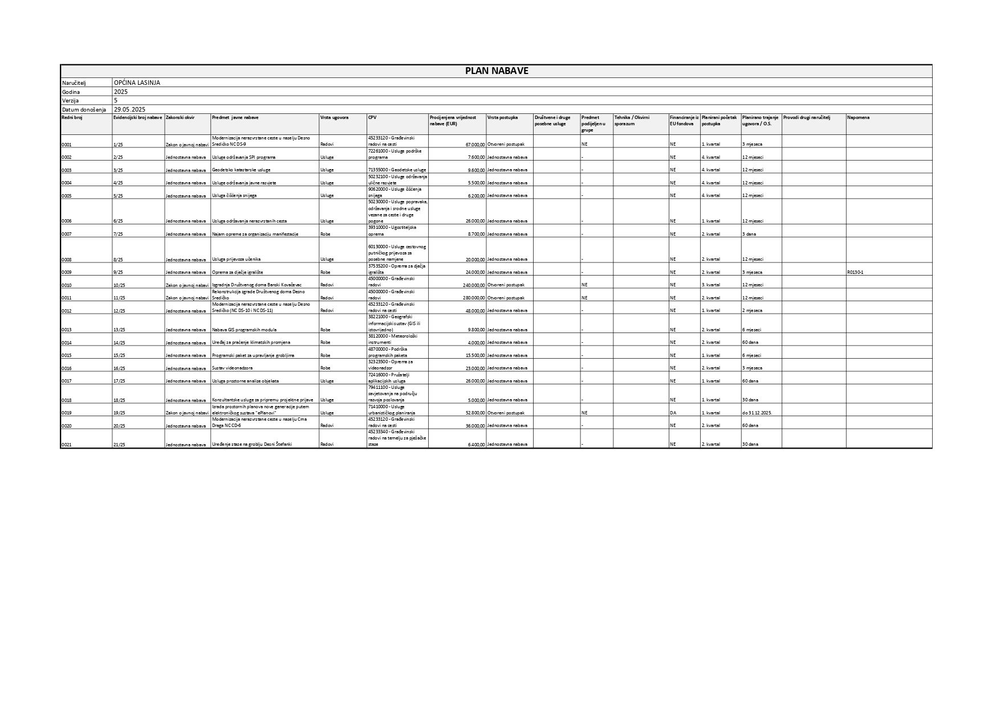 PLAN NABAVE
Naručitelj OPĆINA LASINJA
Godina 2025
Verzija 5
Datum donošenja 29.05.2025
Redni broj Evidencijski broj nabave Zakonski okvir Predmet javne nabave Vrsta ugovora CPV Procijenjena vrijednost nabave (EUR) Vrsta postupka Društvene i druge posebne usluge Predmet podijeljen u grupe Tehnika / Okvirni sporazum Financiranje iz EU fondova Planirani početak postupka Planirano trajanje ugovora / O.S. Provodi drugi naručitelj Napomena
0001 1/25 Zakon o javnoj nabavi Modernizacija nerazvrstane ceste u naselju Desno Sredičko NC DS-9 Radovi 45233120 - Građevinski radovi na cesti 67.000,00 Otvoreni postupak NE NE 1. kvartal 3 mjeseca
0002 2/25 Jednostavna nabava Usluge održavanja SPI programa Usluge 72261000 - Usluge podrške programa 7.600,00 Jednostavna nabava - NE 4. kvartal 12 mjeseci
0003 3/25 Jednostavna nabava Geodetsko katastarske usluge Usluge 71355000 - Geodetske usluge 9.600,00 Jednostavna nabava - NE 4. kvartal 12 mjeseci
0004 4/25 Jednostavna nabava Usluge održavanja javne rasvjete Usluge 50232100 - Usluge održavanja ulične rasvjete 5.500,00 Jednostavna nabava - NE 4. kvartal 12 mjeseci
0005 5/25 Jednostavna nabava Usluga čišćenja snijega Usluge 90620000 - Usluge čišćenja snijega 6.200,00 Jednostavna nabava - NE 4. kvartal 12 mjeseci
0006 6/25 Jednostavna nabava Usluga održavanja nerazvrstanih cesta Usluge 50230000 - Usluge popravaka, održavanja i srodne usluge vezane za ceste i druge pogone 26.000,00 Jednostavna nabava - NE 1. kvartal 12 mjeseci
0007 7/25 Jednostavna nabava Najam opreme za organizaciju manifestacije Robe 39310000 - Ugostiteljska oprema 8.700,00 Jednostavna nabava - NE 2. kvartal 3 dana
0008 8/25 Jednostavna nabava Usluga prijevoza učenika Usluge 60130000 - Usluge cestovnog putničkog prijevoza za posebne namjene 20.000,00 Jednostavna nabava - NE 2. kvartal 12 mjeseci
0009 9/25 Jednostavna nabava Oprema za dječje igralište Robe 37535200 - Oprema za dječja igrališta 24.000,00 Jednostavna nabava - NE 2. kvartal 3 mjeseca R0130-1
0010 10/25 Zakon o javnoj nabavi Izgradnja Društvenog doma Banski Kovačevac Radovi 45000000 - Građevinski radovi 240.000,00 Otvoreni postupak NE NE 3. kvartal 12 mjeseci
0011 11/25 Zakon o javnoj nabavi Rekonstrukcija zgrade Društvenog doma Desno Sredičko Radovi 45000000 - Građevinski radovi 280.000,00 Otvoreni postupak NE NE 2. kvartal 12 mjeseci
0012 12/25 Jednostavna nabava Modernizacija nerazvrstane ceste u naselju Desno Sredičko (NC DS-10 i NC DS-11) Radovi 45233120 - Građevinski radovi na cesti 48.000,00 Jednostavna nabava - NE 1. kvartal 2 mjeseca
0013 13/25 Jednostavna nabava Nabava GIS programskih modula Robe 38221000 - Geografski informacijski sustav (GIS ili istovrijedno) 9.800,00 Jednostavna nabava - NE 2. kvartal 6 mjeseci
0014 14/25 Jednostavna nabava Uređaj za praćenje klimatskih promjena Robe 38120000 - Meteorološki instrumenti 4.000,00 Jednostavna nabava - NE 2. kvartal 60 dana
0015 15/25 Jednostavna nabava Programski paket za upravljanje grobljima Robe 48700000 - Podrška programskih paketa 15.500,00 Jednostavna nabava - NE 1. kvartal 6 mjeseci
0016 16/25 Jednostavna nabava Sustav videonadzora Robe 32323500 - Oprema za videonadzor 23.000,00 Jednostavna nabava - NE 2. kvartal 3 mjeseca
0017 17/25 Jednostavna nabava Usluga prostorne analize objekata Usluge 72416000 - Pružatelji aplikacijskih usluga 26.000,00 Jednostavna nabava - NE 1. kvartal 60 dana
0018 18/25 Jednostavna nabava Konzultantske usluge za pripremu projektne prijave Usluge 79411100 - Usluge savjetovanja na području razvoja poslovanja 5.000,00 Jednostavna nabava - NE 1. kvartal 30 dana
0019 19/25 Zakon o javnoj nabavi Izrada prostornih planova nove generacije putem elektroničkog sustava "ePlanovi" Usluge 71410000 - Usluge urbanističkog planiranja 52.800,00 Otvoreni postupak NE DA 1. kvartal do 31.12.2025.
0020 20/25 Jednostavna nabava Modernizacija nerazvrstane ceste u naselju Crna Draga NC CD-6 Radovi 45233120 - Građevinski radovi na cesti 36.000,00 Jednostavna nabava - NE 2. kvartal 60 dana
0021 21/25 Jednostavna nabava Uređenje staze na groblju Desni Štefanki Radovi 45233340 - Građevinski radovi na temelju za pješačke staze 6.400,00 Jednostavna nabava - NE 2. kvartal 30 dana